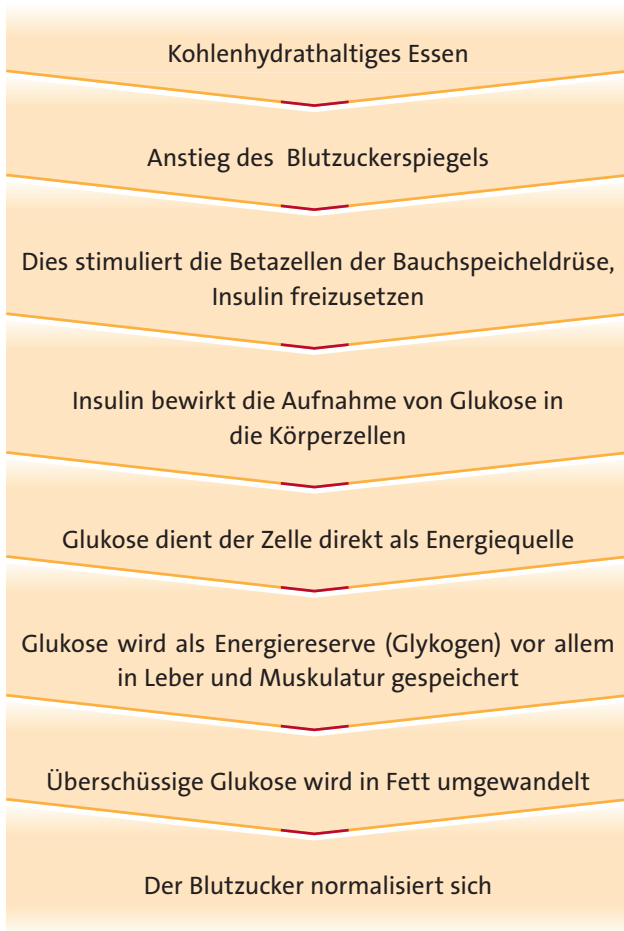 Kohlenhydrathaltiges Essen
Anstieg des Blutzuckerspiegels
Dies stimuliert die Betazellen der Bauchspeicheldrüse,
Insulin freizusetzen
Insulin bewirkt die Aufnahme von Glukose in
die Körperzellen
Glukose dient der Zelle direkt als Energiequelle
Glukose wird als Energiereserve (Glykogen) vor allem
in Leber und Muskulatur gespeichert
Überschüssige Glukose wird in Fett umgewandelt
Der Blutzucker normalisiert sich